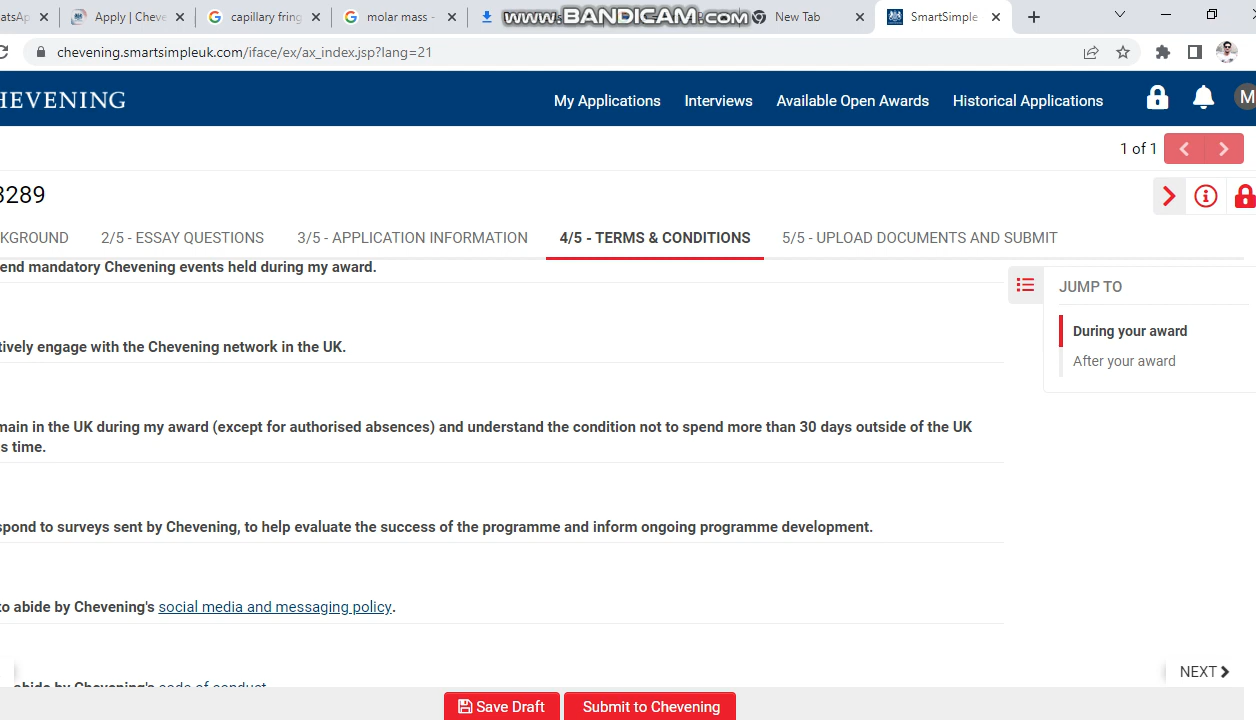 atsAp
Apply | Cheve
capillary fring
molar mass -
www.BANDICAM.com
New Tab
SmartSimple
chevening.smartsimpleuk.com/iface/ex/ax_index.jsp?lang=21
HEVENING
My Applications
Interviews
Available Open Awards
Historical Applications
M
1 of 1
3289
KGROUND
2/5 - ESSAY QUESTIONS
3/5 - APPLICATION INFORMATION
4/5 - TERMS & CONDITIONS
5/5 - UPLOAD DOCUMENTS AND SUBMIT
end mandatory Chevening events held during my award.
JUMP TO
During your award
After your award
tively engage with the Chevening network in the UK.
main in the UK during my award (except for authorised absences) and understand the condition not to spend more than 30 days outside of the UK
s time.
spond to surveys sent by Chevening, to help evaluate the success of the programme and inform ongoing programme development.
to abide by Chevening's social media and messaging policy.
abide by Chevening's code of conduct
NEXT
Save Draft
Submit to Chevening